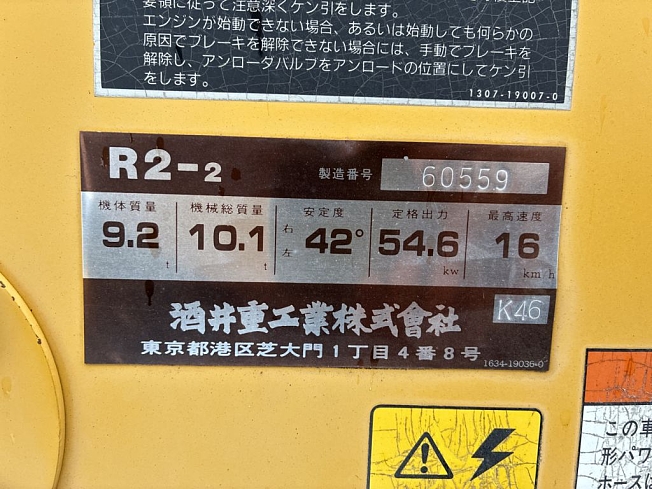 要領に従って注意深くケン引をします。
エンジンが始動できない場合、あるいは始動しても何らかの
原因でブレーキを解除できない場合には、手動でブレーキを
解除し、アンローダバルブをアンロードの位置にしてケン引
をします。
1307-19007-0
R2-2 製造番号 60559
機体質量 機械総質量 安定度 定格出力 最高速度
9.2 t 10.1 t 右左 42° 54.6 kw 16 km/h
酒井重工業株式會社 K46
東京都港区芝大門1丁目4番8号
1634-19036-0
この車
形パワ
ホースは